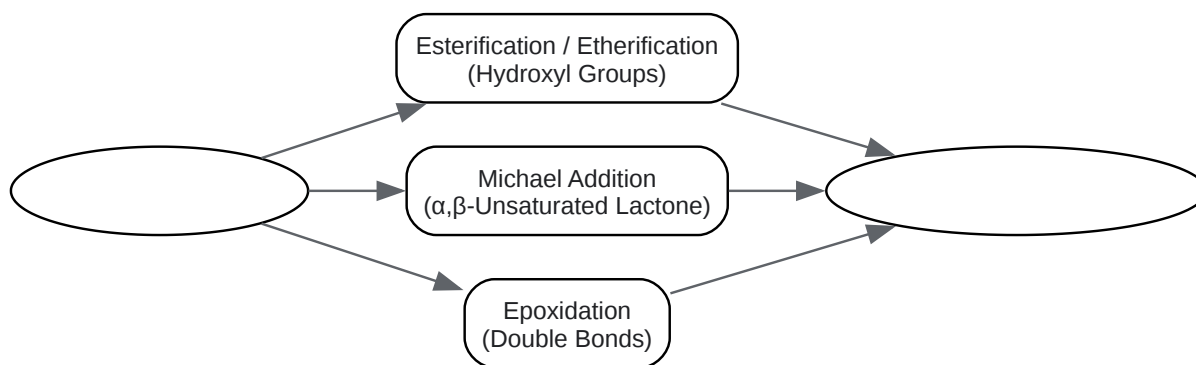 Esterification / Etherification
(Hydroxyl Groups)
Michael Addition
(α,β-Unsaturated Lactone)
Epoxidation
(Double Bonds)